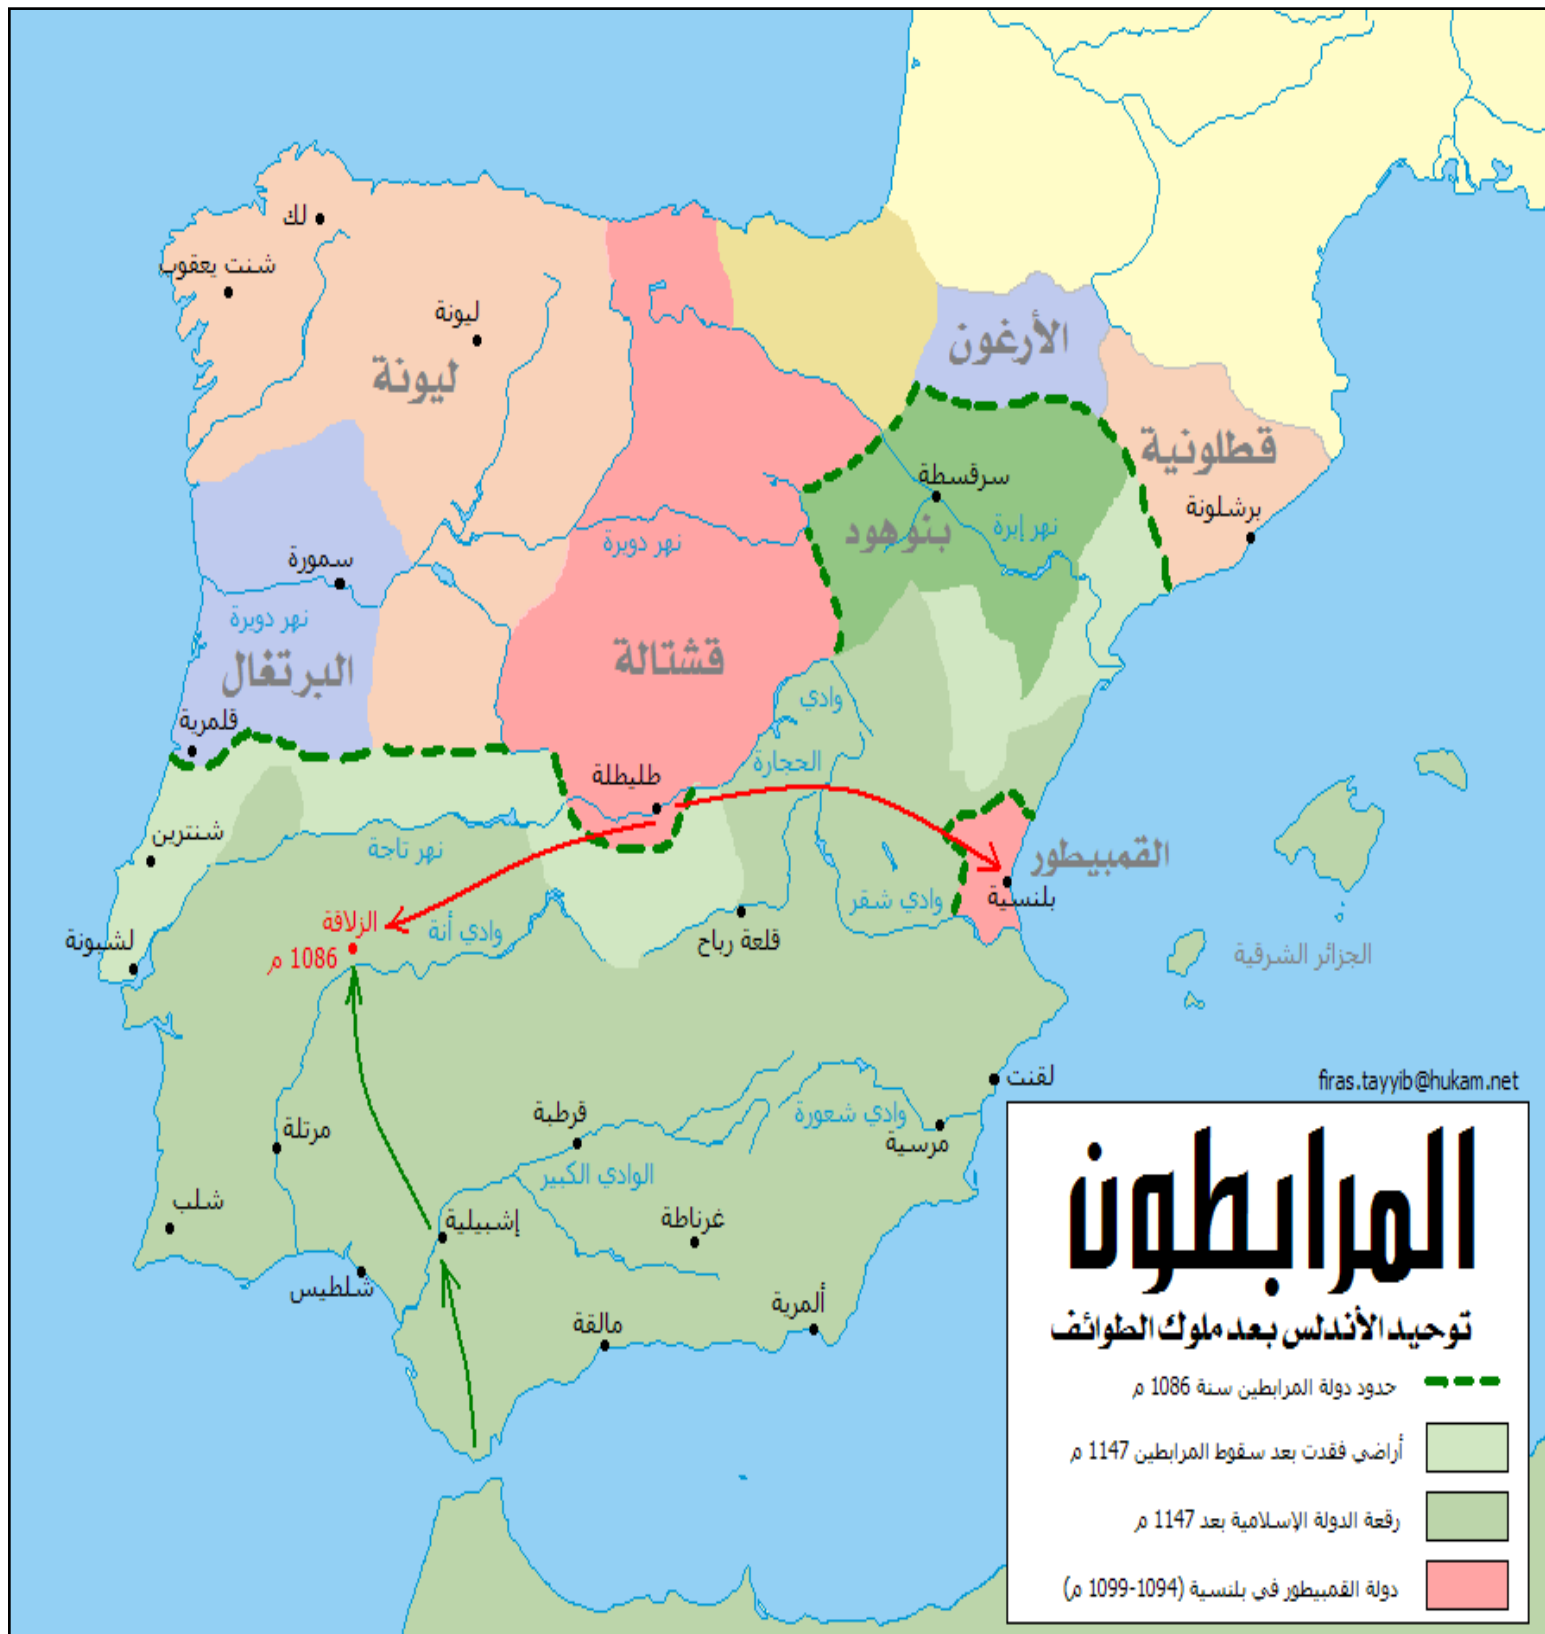 لك
شنت يعقوب
ليونة
ليونة
الأرغون
قطلونية
برشلونة
سرقسطة
نهر إبرة
بنوهود
نهر دويرة
سمورة
نهر دويرة
البرتغال
قشتالة
قلمرية
وادي
الحجارة
طليطلة
شنترين
نهر تاجة
القمبيطور
بلنسية
وادي شقر
قلعة رباح
وادي أنة
الزلاقة
1086 م
لشبونة
الجزائر الشرقية
لقنت
firas.tayyib@hukam.net
وادي شعورة
مرسية
قرطبة
مرتلة
الوادي الكبير
شلب
إشبيلية
غرناطة
شلطيس
ألمرية
مالقة
المرابطون
توحيد الأندلس بعد ملوك الطوائف
حدود دولة المرابطين سنة 1086 م
أراضي فقدت بعد سقوط المرابطين 1147 م
رقعة الدولة الإسلامية بعد 1147 م
دولة القمبيطور في بلنسية (1094-1099 م)